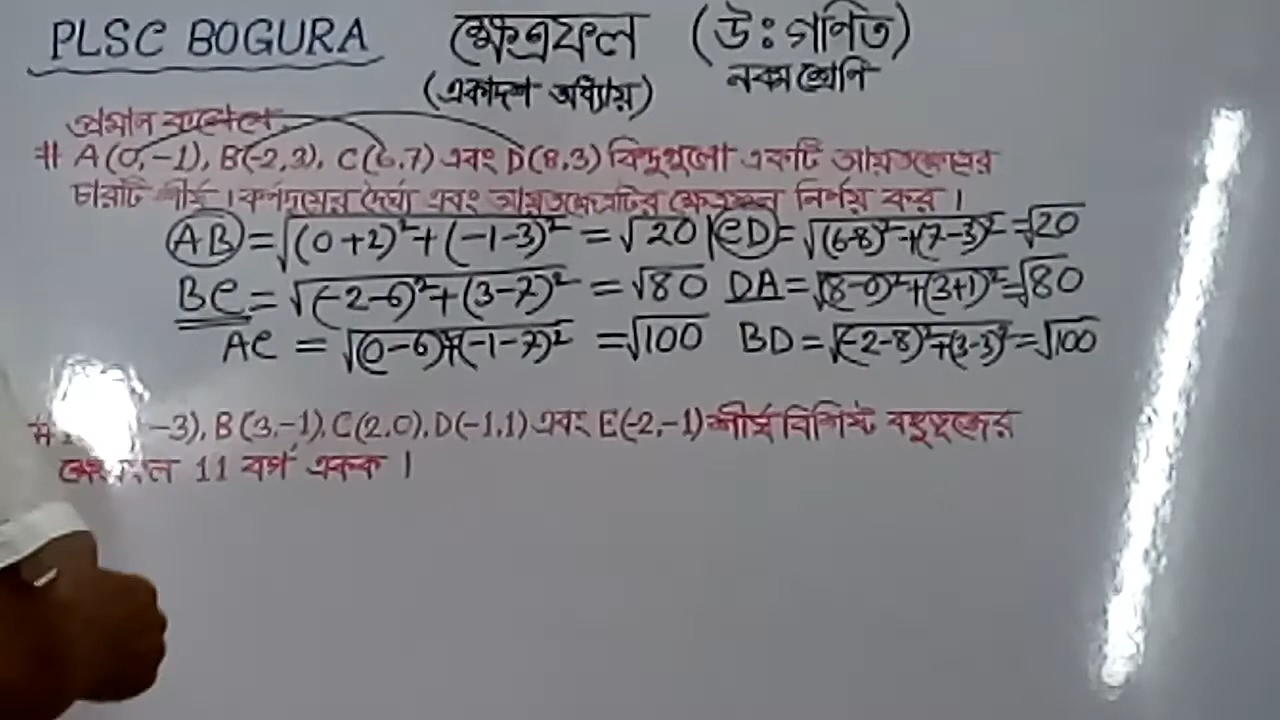 PLSC BOGURA ক্ষেত্রফল (উঃগণিত)
(একাদশ অধ্যায়) নবম শ্রেণি
প্রমান কর যে,
# A(0,-1), B(-2,3), C(6,7) এবং D(8,3) বিন্দুগুলো একটি আয়তক্ষেত্রের
চারটি শীর্ষ। কর্ণদ্বয়ের দৈর্ঘ্য এবং আয়তক্ষেত্রটির ক্ষেত্রফল নির্ণয় কর।
AB = √(0+2)²+(-1-3)² = √20 | CD = √(6-8)²+(7-3)² = √20
BC = √(-2-6)²+(3-7)² = √80 DA = √(8-0)²+(3+1)² = √80
AC = √(0-6)²+(-1-7)² = √100 BD = √(-2-8)²+(3-3)² = √100
# -3), B(3,-1), C(2,0), D(-1,1) এবং E(-2,-1) শীর্ষ বিশিষ্ট বহুভুজের
11 বর্গ একক।